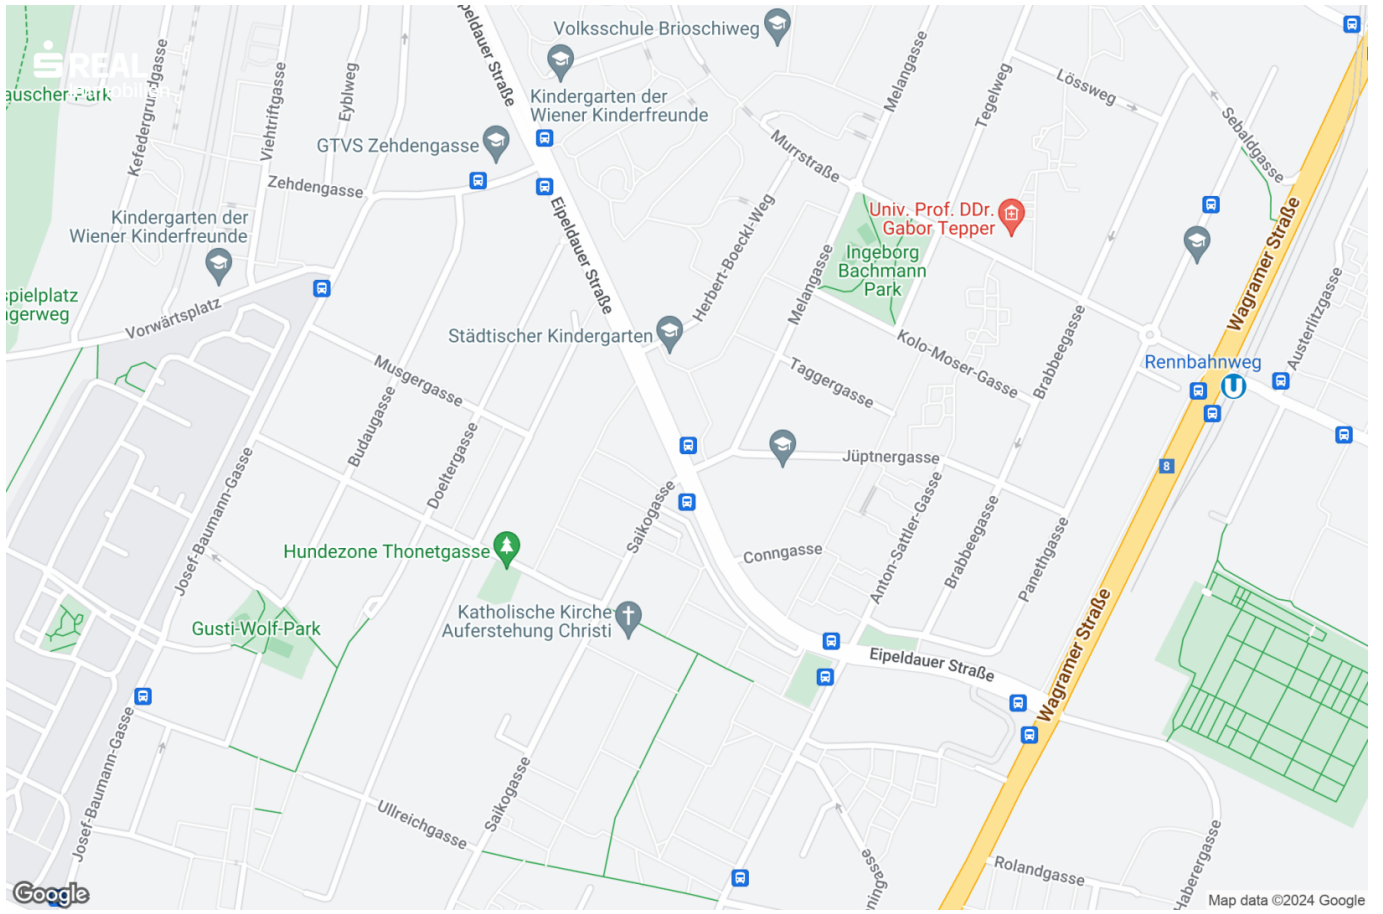 Volksschule Brioschiweg
Eipeldauer Straße
Melangasse
S REAL
Immobilien
Kefedergrundgasse
Viehtriftgasse
Eyblweg
Kindergarten der
Wiener Kinderfreunde
Tegelweg
Lössweg
Sebaldgasse
GTVS Zehdengasse
Murrstraße
Zehdengasse
Kindergarten der
Wiener Kinderfreunde
Eipeldauer Straße
Herbert-Boeckl-Weg
Univ. Prof. DDr.
Gabor Tepper
Ingeborg
Bachmann
Park
Wagramer Straße
Austerlitzgasse
Melangasse
Vorwärtsplatz
Städtischer Kindergarten
Kolo-Moser-Gasse
Brabbeegasse
Rennbahnweg
U
Musgergasse
Taggergasse
Budaugasse
Doeltergasse
Jüptnergasse
8
Josef-Baumann-Gasse
Saikogasse
Hundezone Thonetgasse
Conngasse
Anton-Sattler-Gasse
Brabbeegasse
Panethgasse
Katholische Kirche
Auferstehung Christi
Gusti-Wolf-Park
Eipeldauer Straße
Wagramer Straße
Josef-Baumann-Gasse
Saikogasse
Ullreichgasse
Rolandgasse
Haberergasse
Google
Map data ©2024 Google